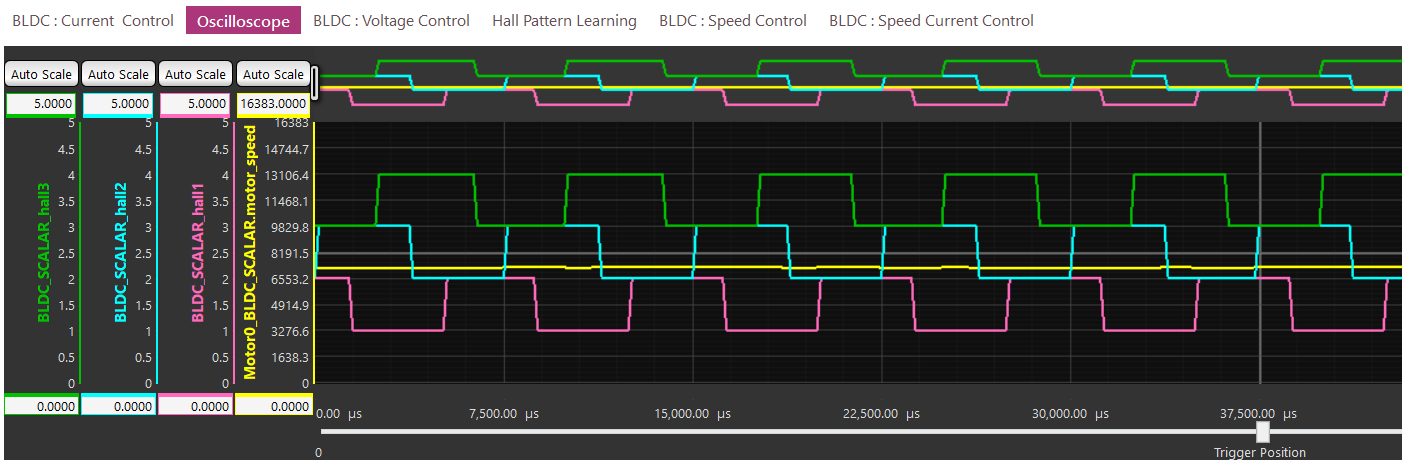 BLDC : Current Control Oscilloscope BLDC : Voltage Control Hall Pattern Learning BLDC : Speed Control BLDC : Speed Current Control
Auto Scale Auto Scale Auto Scale Auto Scale
5.0000 5.0000 5.0000 16383.0000
5 5 5 16383
4.5 4.5 4.5 14744.7
4 4 4 13106.4
3.5 3.5 3.5 11468.1
3 3 3 9829.8
2.5 2.5 2.5 8191.5
2 2 2 6553.2
1.5 1.5 1.5 4914.9
1 1 1 3276.6
0.5 0.5 0.5 1638.3
0 0 0 0
BLDC_SCALAR_hall3
BLDC_SCALAR_hall2
BLDC_SCALAR_hall1
Motor0_BLDC_SCALAR.motor_speed
0.0000 0.0000 0.0000 0.0000
0.00 µs 7,500.00 µs 15,000.00 µs 22,500.00 µs 30,000.00 µs 37,500.00 µs
0 Trigger Position